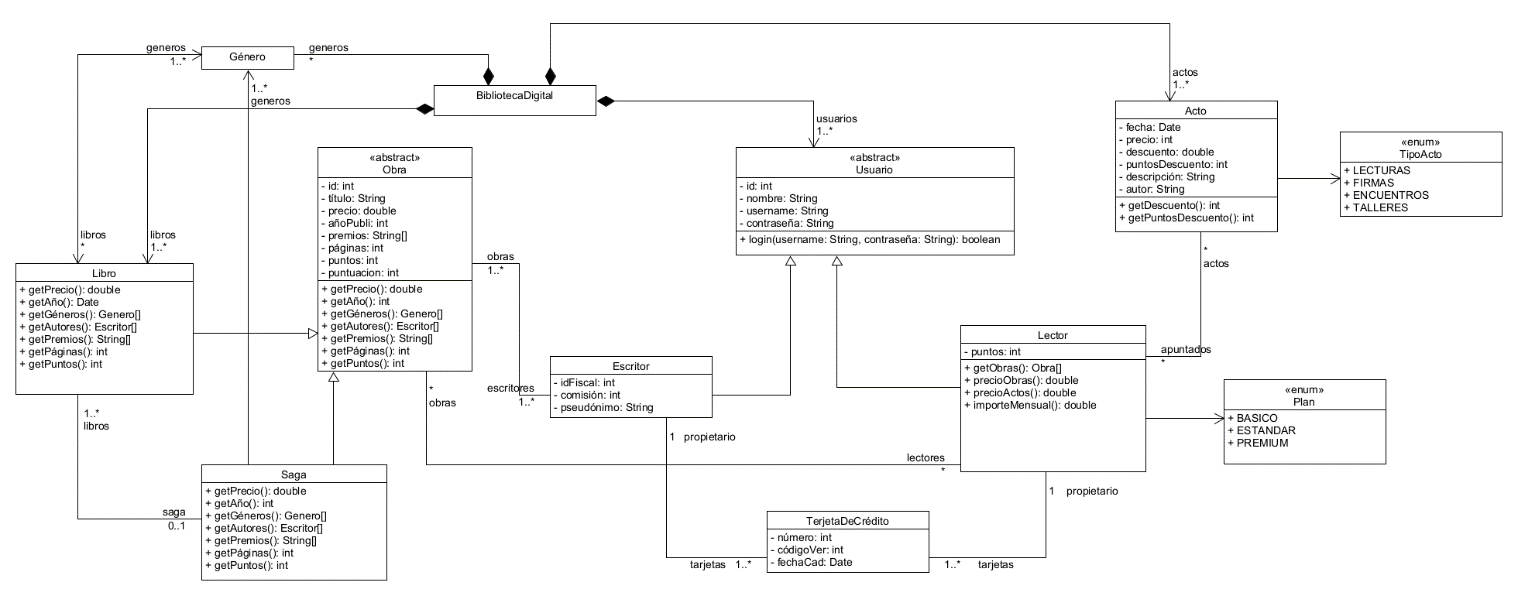 generos
1..*
Género
generos
*
1..*
generos
BibliotecaDigital
usuarios
1..*
actos
1..*
Acto
- fecha: Date
- precio: int
- descuento: double
- puntosDescuento: int
- descripción: String
- autor: String
+ getDescuento(): int
+ getPuntosDescuento(): int
«enum»
TipoActo
+ LECTURAS
+ FIRMAS
+ ENCUENTROS
+ TALLERES
«abstract»
Obra
- id: int
- título: String
- precio: double
- añoPubli: int
- premios: String[]
- páginas: int
- puntos: int
- puntuacion: int
+ getPrecio(): double
+ getAño(): int
+ getGéneros(): Genero[]
+ getAutores(): Escritor[]
+ getPremios(): String[]
+ getPáginas(): int
+ getPuntos(): int
«abstract»
Usuario
- id: int
- nombre: String
- username: String
- contraseña: String
+ login(username: String, contraseña: String): boolean
libros
*
libros
1..*
Libro
+ getPrecio(): double
+ getAño(): Date
+ getGéneros(): Genero[]
+ getAutores(): Escritor[]
+ getPremios(): String[]
+ getPáginas: int
+ getPuntos(): int
obras
1..*
*
actos
Escritor
- idFiscal: int
- comisión: int
- pseudónimo: String
escritores
1..*
*
obras
Lector
- puntos: int
+ getObras(): Obra[]
+ precioObras(): double
+ precioActos(): double
+ importeMensual(): double
apuntados
*
«enum»
Plan
+ BASICO
+ ESTANDAR
+ PREMIUM
1..*
libros
1 propietario
lectores
*
Saga
+ getPrecio(): double
+ getAño(): int
+ getGéneros(): Genero[]
+ getAutores(): Escritor[]
+ getPremios(): String[]
+ getPáginas(): int
+ getPuntos(): int
saga
0..1
1 propietario
TerjetaDeCrédito
- número: int
- códigoVer: int
- fechaCad: Date
tarjetas 1..*
1..* tarjetas